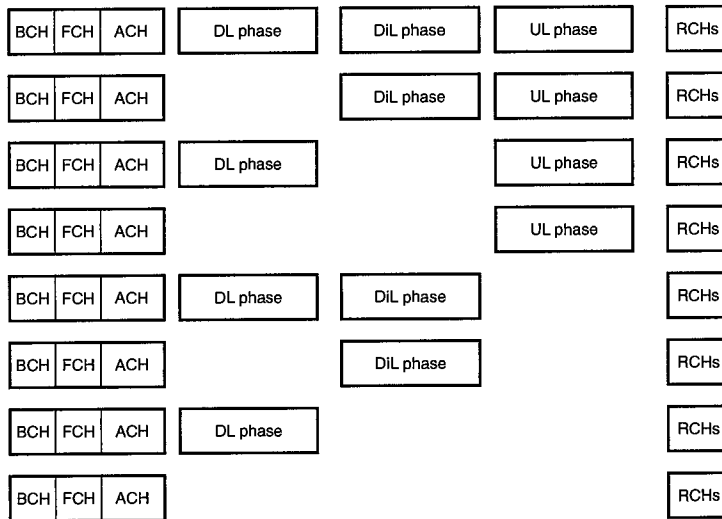 BCH FCH ACH DL phase DiL phase UL phase RCHs
BCH FCH ACH DiL phase UL phase RCHs
BCH FCH ACH DL phase UL phase RCHs
BCH FCH ACH UL phase RCHs
BCH FCH ACH DL phase DiL phase RCHs
BCH FCH ACH DiL phase RCHs
BCH FCH ACH DL phase RCHs
BCH FCH ACH RCHs